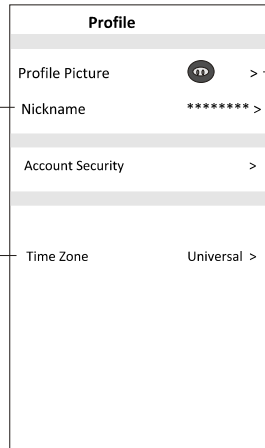 Profile
Profile Picture >
Nickname ******** >
Account Security >
Time Zone Universal >